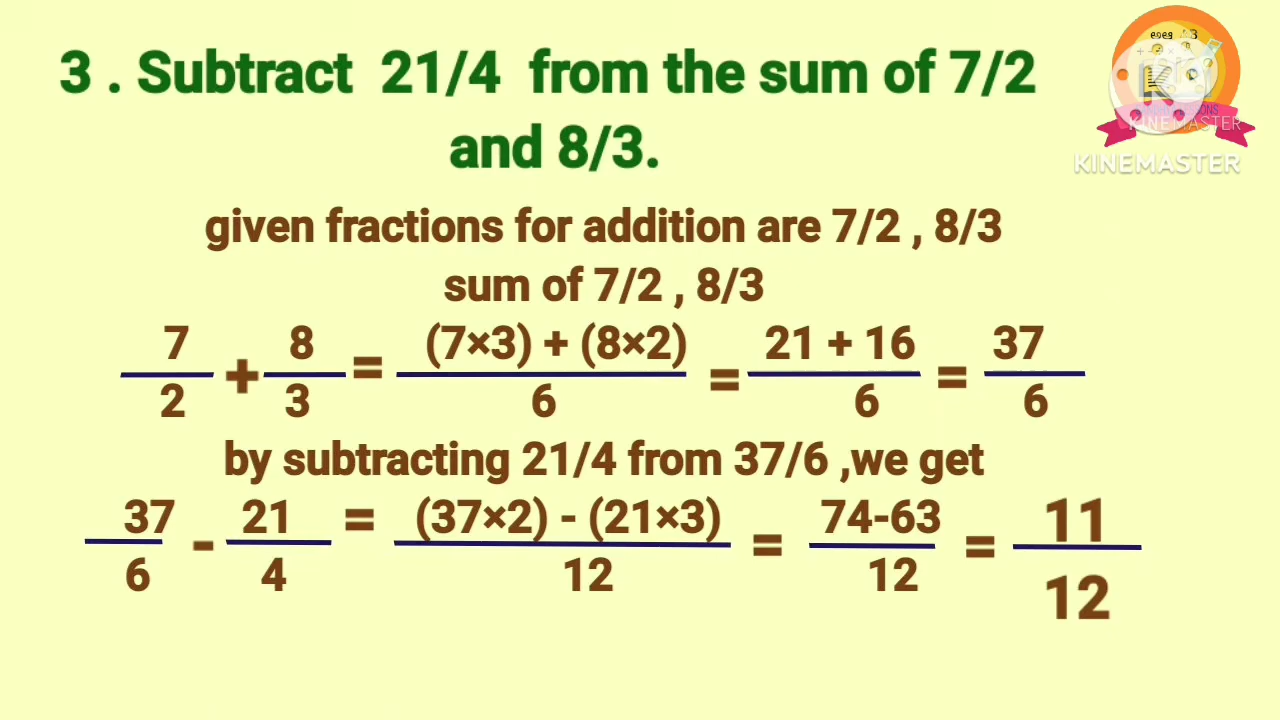 3 . Subtract 21/4 from the sum of 7/2
and 8/3.
given fractions for addition are 7/2 , 8/3
sum of 7/2 , 8/3
7/2 + 8/3 = (7×3) + (8×2)/6 = 21 + 16/6 = 37/6
by subtracting 21/4 from 37/6 ,we get
37/6 - 21/4 = (37×2) - (21×3)/12 = 74-63/12 = 11/12
KINEMASTER
KINEMASTER